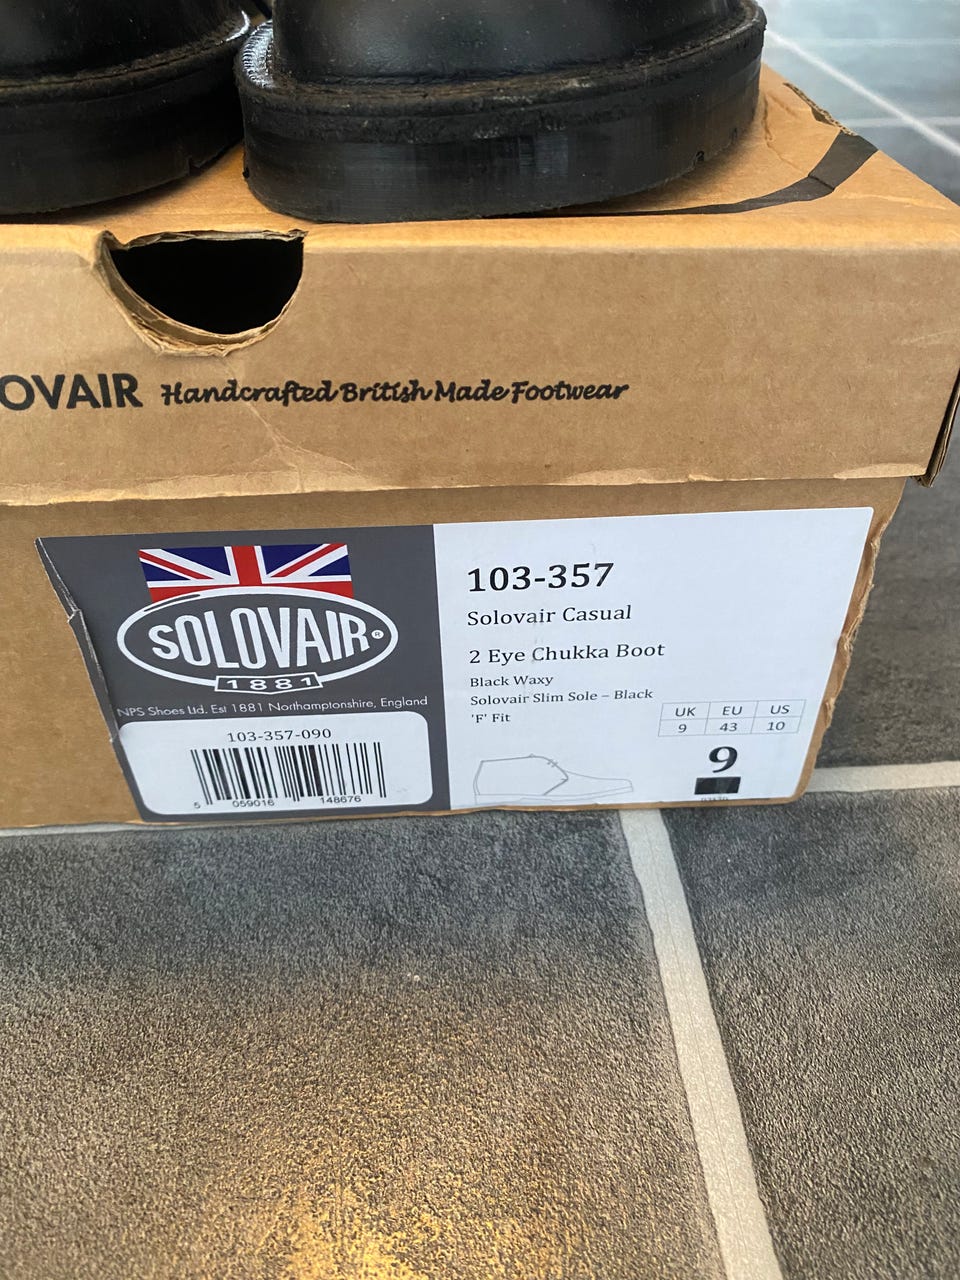 OVAIR Handcrafted British Made Footwear
SOLOVAIR®
1881
NPS Shoes Ltd. Est 1881 Northamptonshire, England
103-357-090
5 059016 148676
103-357
Solovair Casual
2 Eye Chukka Boot
Black Waxy
Solovair Slim Sole – Black
'F' Fit
UK EU US
9 43 10
9